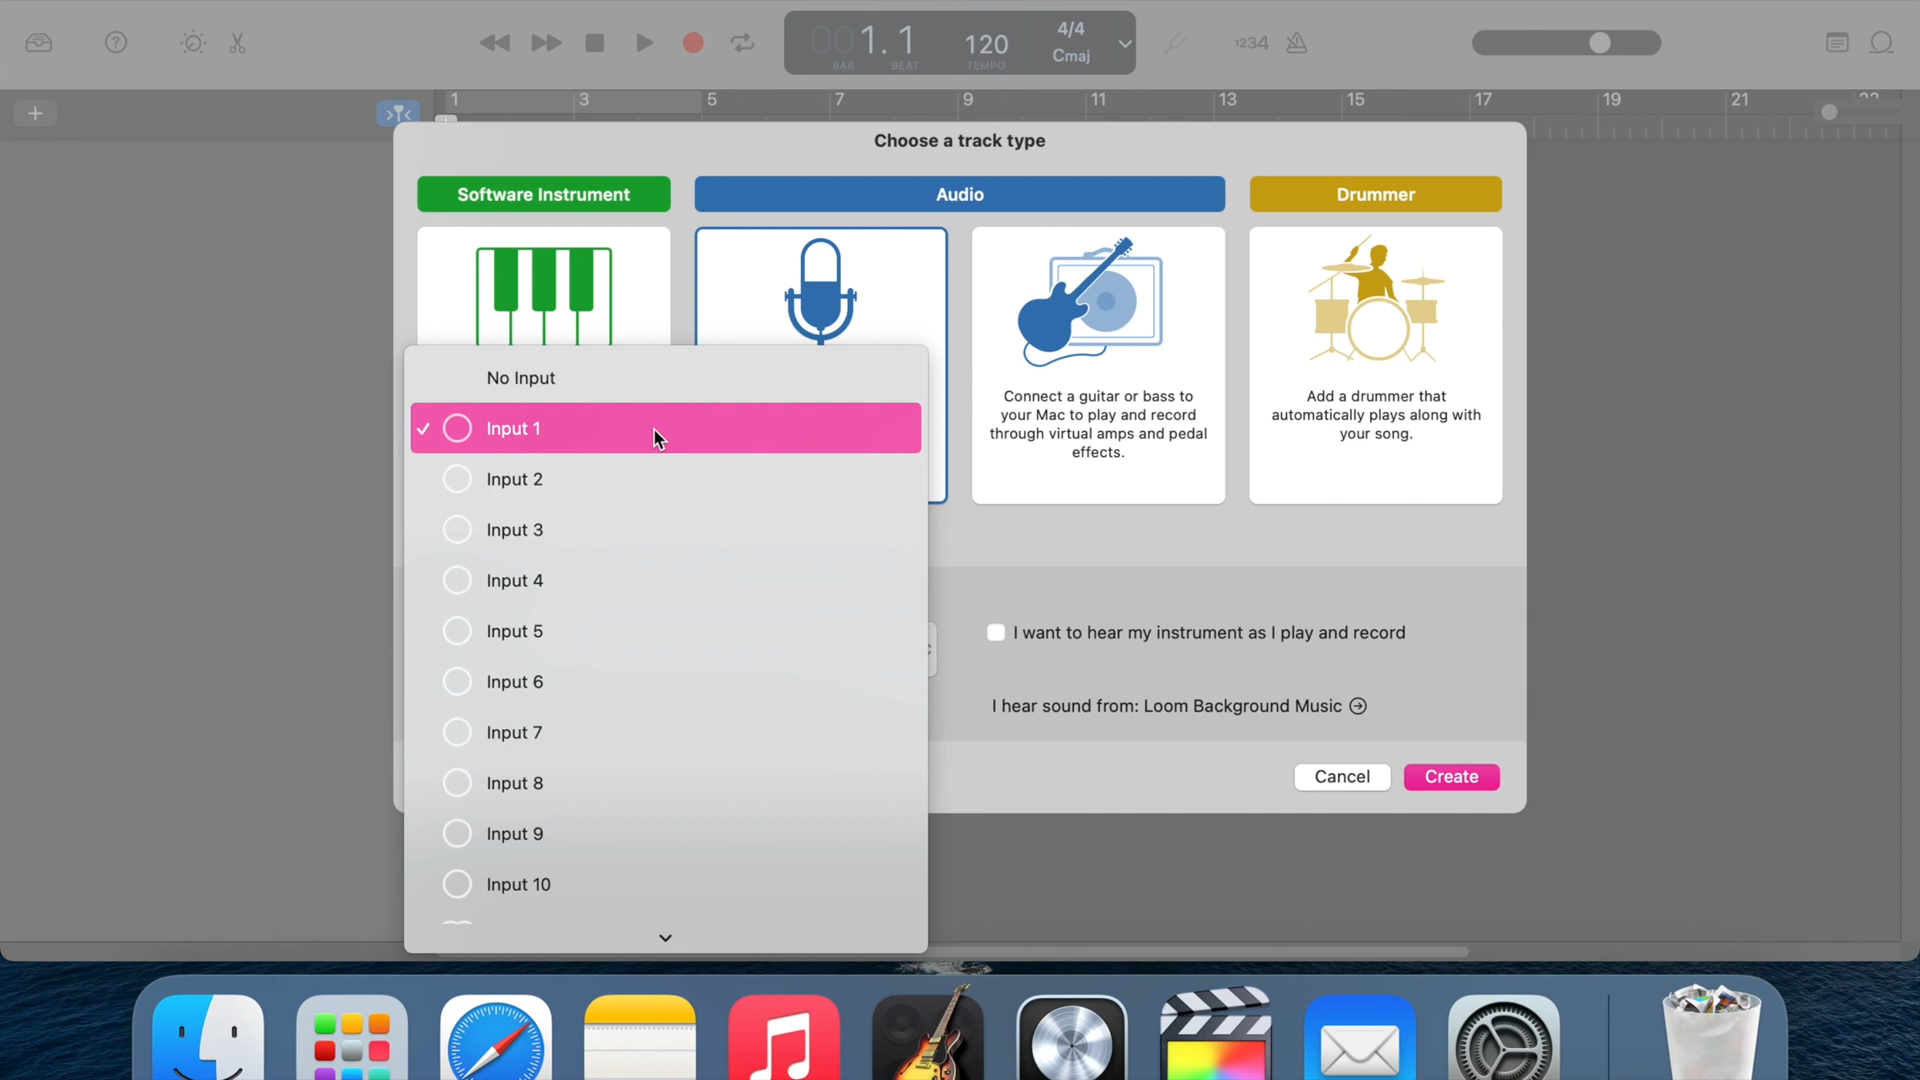 001.1
BAR BEAT
120
TEMPO
4/4
Cmaj
1234
1 3 5 7 9 11 13 15 17 19 21
Choose a track type
Software Instrument
Audio
Drummer
Connect a guitar or bass to
your Mac to play and record
through virtual amps and pedal
effects.
Add a drummer that
automatically plays along with
your song.
No Input
✓ Input 1
Input 2
Input 3
Input 4
Input 5
Input 6
Input 7
Input 8
Input 9
Input 10
I want to hear my instrument as I play and record
I hear sound from: Loom Background Music
Cancel
Create